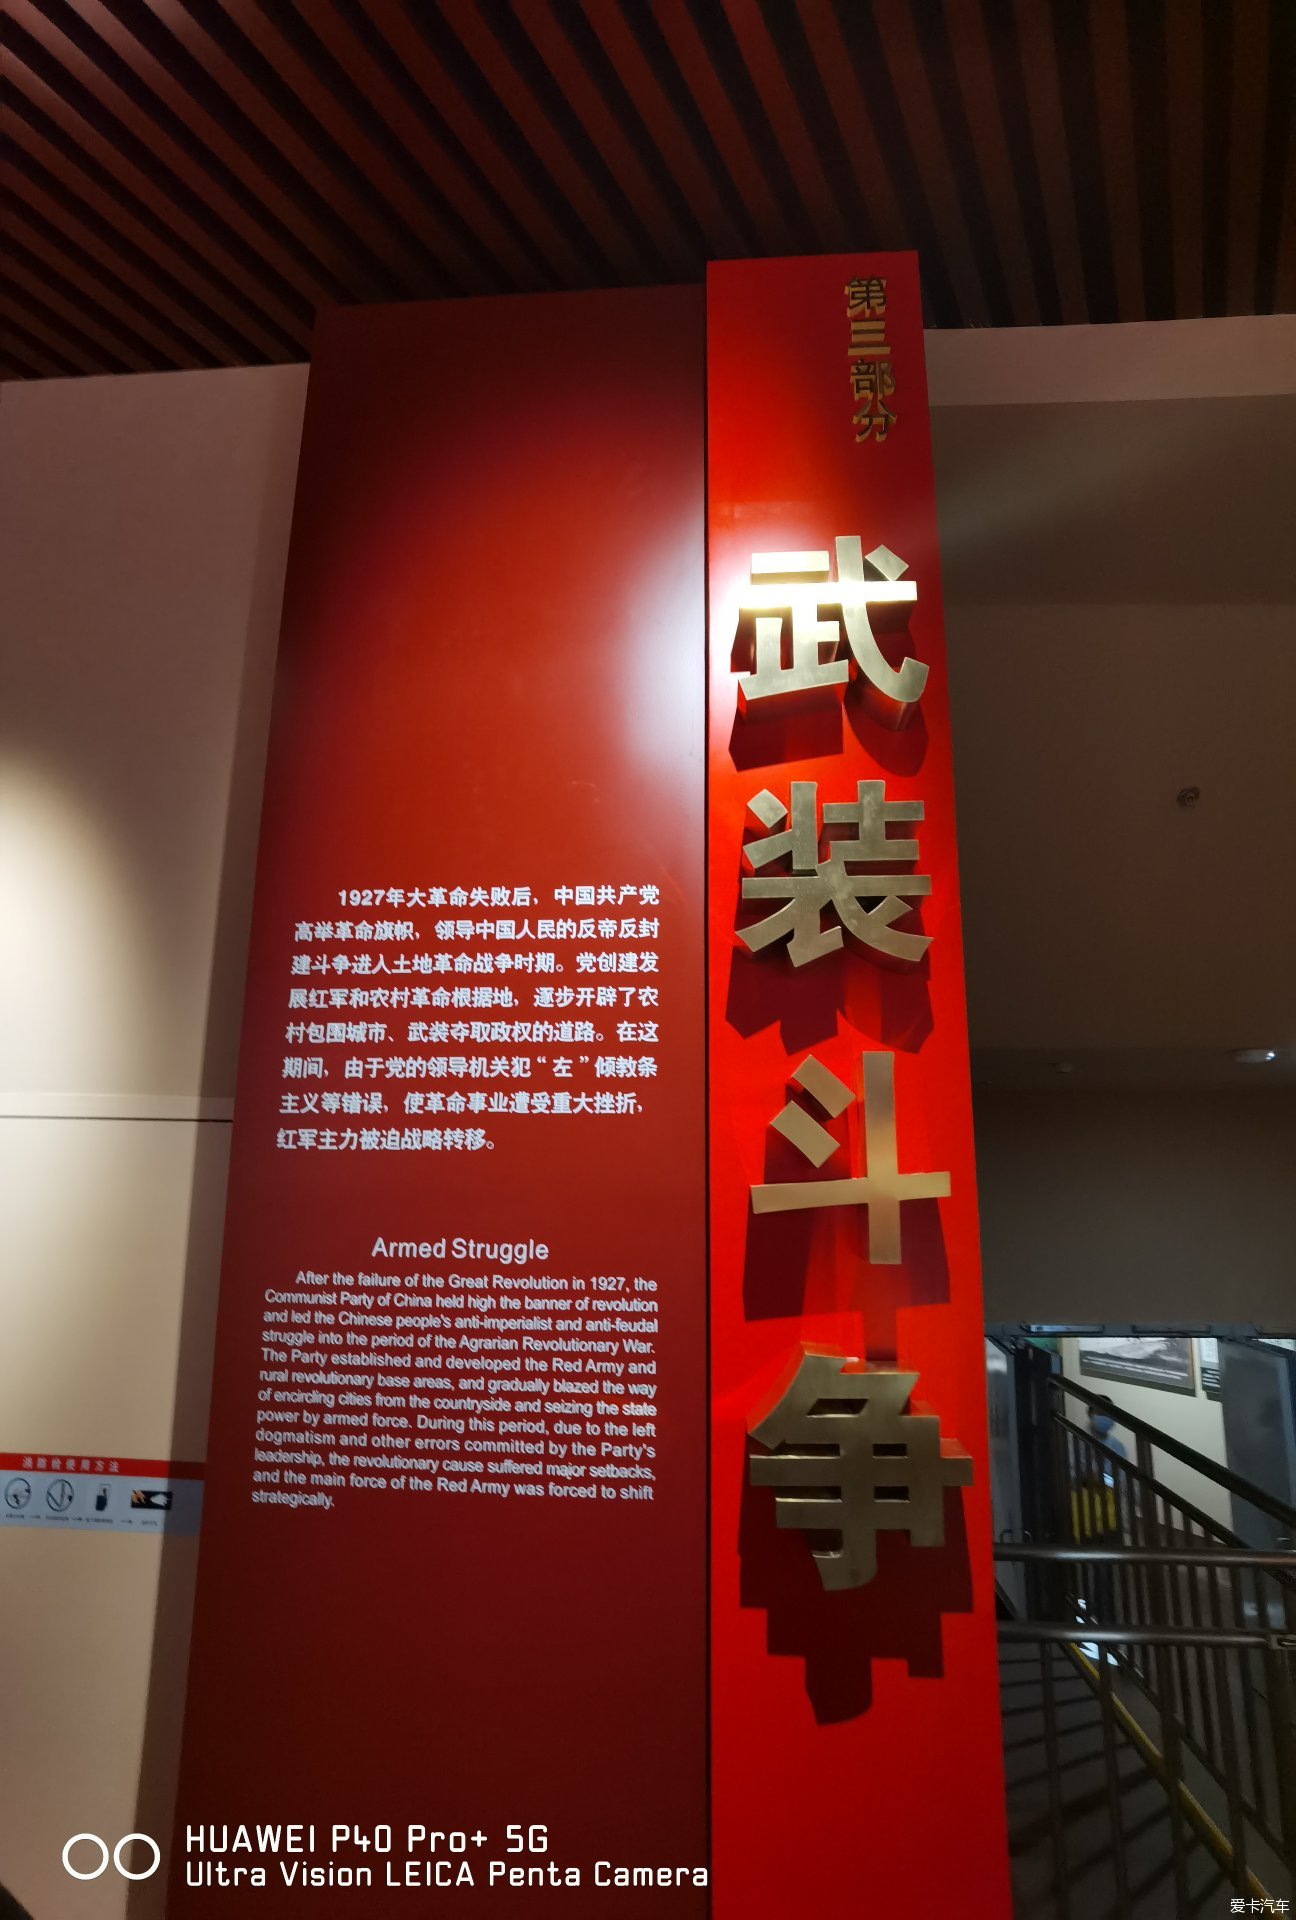 第三部分
武装斗争
1927年大革命失败后，中国共产党
高举革命旗帜，领导中国人民的反帝反封
建斗争进入土地革命战争时期。党创建发
展红军和农村革命根据地，逐步开辟了农
村包围城市、武装夺取政权的道路。在这
期间，由于党的领导机关犯“左”倾教条
主义等错误，使革命事业遭受重大挫折，
红军主力被迫战略转移。
Armed Struggle
After the failure of the Great Revolution in 1927, the
Communist Party of China held high the banner of revolution
and led the Chinese people's anti-imperialist and anti-feudal
struggle into the period of the Agrarian Revolutionary War.
The Party established and developed the Red Army and
rural revolutionary base areas, and gradually blazed the way
of encircling cities from the countryside and seizing the state
power by armed force. During this period, due to the left
dogmatism and other errors committed by the Party's
leadership, the revolutionary cause suffered major setbacks,
and the main force of the Red Army was forced to shift
strategically.
消防栓使用方法
HUAWEI P40 Pro+ 5G
Ultra Vision LEICA Penta Camera
爱卡汽车